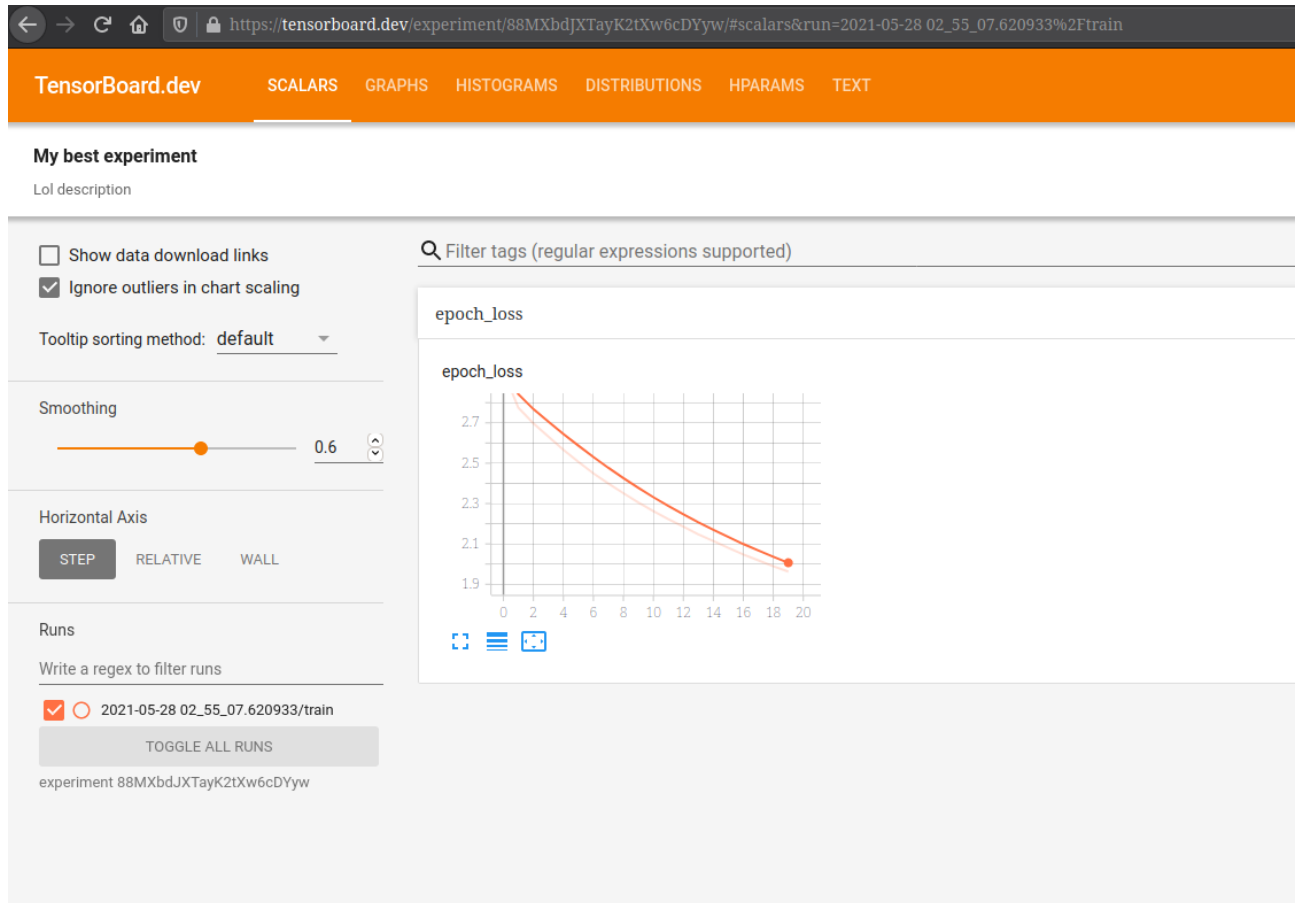 https://tensorboard.dev/experiment/88MXbdJXTayK2tXw6cDYyw/#scalars&run=2021-05-28 02_55_07.620933%2Ftrain
TensorBoard.dev SCALARS GRAPHS HISTOGRAMS DISTRIBUTIONS HPARAMS TEXT
My best experiment
Lol description
Show data download links
Ignore outliers in chart scaling
Tooltip sorting method: default
Smoothing
0.6
Horizontal Axis
STEP RELATIVE WALL
Runs
Write a regex to filter runs
2021-05-28 02_55_07.620933/train
TOGGLE ALL RUNS
experiment 88MXbdJXTayK2tXw6cDYyw
Filter tags (regular expressions supported)
epoch_loss
epoch_loss
2.7
2.5
2.3
2.1
1.9
0 2 4 6 8 10 12 14 16 18 20